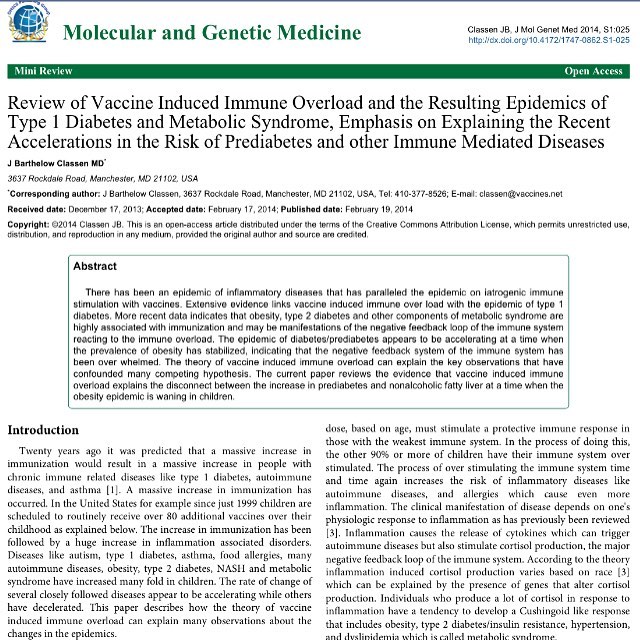 Molecular and Genetic Medicine
Classen JB, J Mol Genet Med 2014, S1:025
http://dx.doi.org/10.4172/1747-0862.S1-025
Mini Review
Open Access
Review of Vaccine Induced Immune Overload and the Resulting Epidemics of
Type 1 Diabetes and Metabolic Syndrome, Emphasis on Explaining the Recent
Accelerations in the Risk of Prediabetes and other Immune Mediated Diseases
J Barthelow Classen MD*
3637 Rockdale Road, Manchester, MD 21102, USA
*Corresponding author: J Barthelow Classen, 3637 Rockdale Road, Manchester, MD 21102, USA, Tel: 410-377-8526; E-mail: classen@vaccines.net
Received date: December 17, 2013; Accepted date: February 17, 2014; Published date: February 19, 2014
Copyright: ©2014 Classen JB. This is an open-access article distributed under the terms of the Creative Commons Attribution License, which permits unrestricted use,
distribution, and reproduction in any medium, provided the original author and source are credited.
Abstract
There has been an epidemic of inflammatory diseases that has paralleled the epidemic on iatrogenic immune
stimulation with vaccines. Extensive evidence links vaccine induced immune over load with the epidemic of type 1
diabetes. More recent data indicates that obesity, type 2 diabetes and other components of metabolic syndrome are
highly associated with immunization and may be manifestations of the negative feedback loop of the immune system
reacting to the immune overload. The epidemic of diabetes/prediabetes appears to be accelerating at a time when
the prevalence of obesity has stabilized, indicating that the negative feedback system of the immune system has
been over whelmed. The theory of vaccine induced immune overload can explain the key observations that have
confounded many competing hypothesis. The current paper reviews the evidence that vaccine induced immune
overload explains the disconnect between the increase in prediabetes and nonalcoholic fatty liver at a time when the
obesity epidemic is waning in children.
Introduction
Twenty years ago it was predicted that a massive increase in
immunization would result in a massive increase in people with
chronic immune related diseases like type 1 diabetes, autoimmune
diseases, and asthma [1]. A massive increase in immunization has
occurred. In the United States for example since just 1999 children are
scheduled to routinely receive over 80 additional vaccines over their
childhood as explained below. The increase in immunization has been
followed by a huge increase in inflammation associated disorders.
Diseases like autism, type 1 diabetes, asthma, food allergies, many
autoimmune diseases, obesity, type 2 diabetes, NASH and metabolic
syndrome have increased many fold in children. The rate of change of
several closely followed diseases appear to be accelerating while others
have decelerated. This paper describes how the theory of vaccine
induced immune overload can explain many observations about the
changes in the epidemics.
dose, based on age, must stimulate a protective immune response in
those with the weakest immune system. In the process of doing this,
the other 90% or more of children have their immune system over
stimulated. The process of over stimulating the immune system time
and time again increases the risk of inflammatory diseases like
autoimmune diseases, and allergies which cause even more
inflammation. The clinical manifestation of disease depends on one's
physiologic response to inflammation as has previously been reviewed
[3]. Inflammation causes the release of cytokines which can trigger
autoimmune diseases but also stimulate cortisol production, the major
negative feedback loop of the immune system. According to the theory
inflammation induced cortisol production varies based on race [3]
which can be explained by the presence of genes that alter cortisol
production. Individuals who produce a lot of cortisol in response to
inflammation have a tendency to develop a Cushingoid like response
that includes obesity, type 2 diabetes/insulin resistance, hypertension,
and dyslipidemia which is called metabolic syndrome.